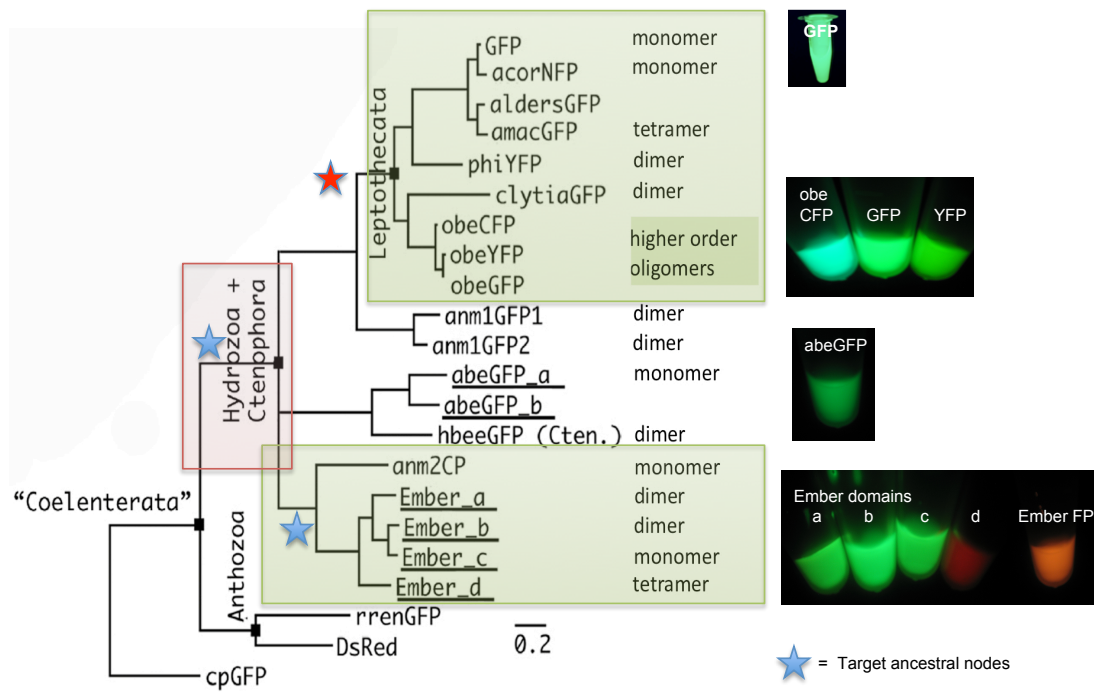 GFP monomer
GFP
acorNFP monomer
aldersGFP
amacGFP tetramer
phiYFP dimer
clytiaGFP dimer
Leptothecata
obeCFP
obeYFP
obeGFP
higher order
oligomers
obe
CFP GFP YFP
anm1GFP1 dimer
anm1GFP2 dimer
Hydrozoa +
Ctenophora
abeGFP_a monomer
abeGFP_b
hbeeGFP (Cten.) dimer
abeGFP
anm2CP monomer
Ember_a dimer
Ember_b dimer
Ember_c monomer
Ember_d tetramer
Ember domains
a b c d Ember FP
“Coelenterata”
Anthozoa
rrenGFP
DsRed
cpGFP
0.2
= Target ancestral nodes